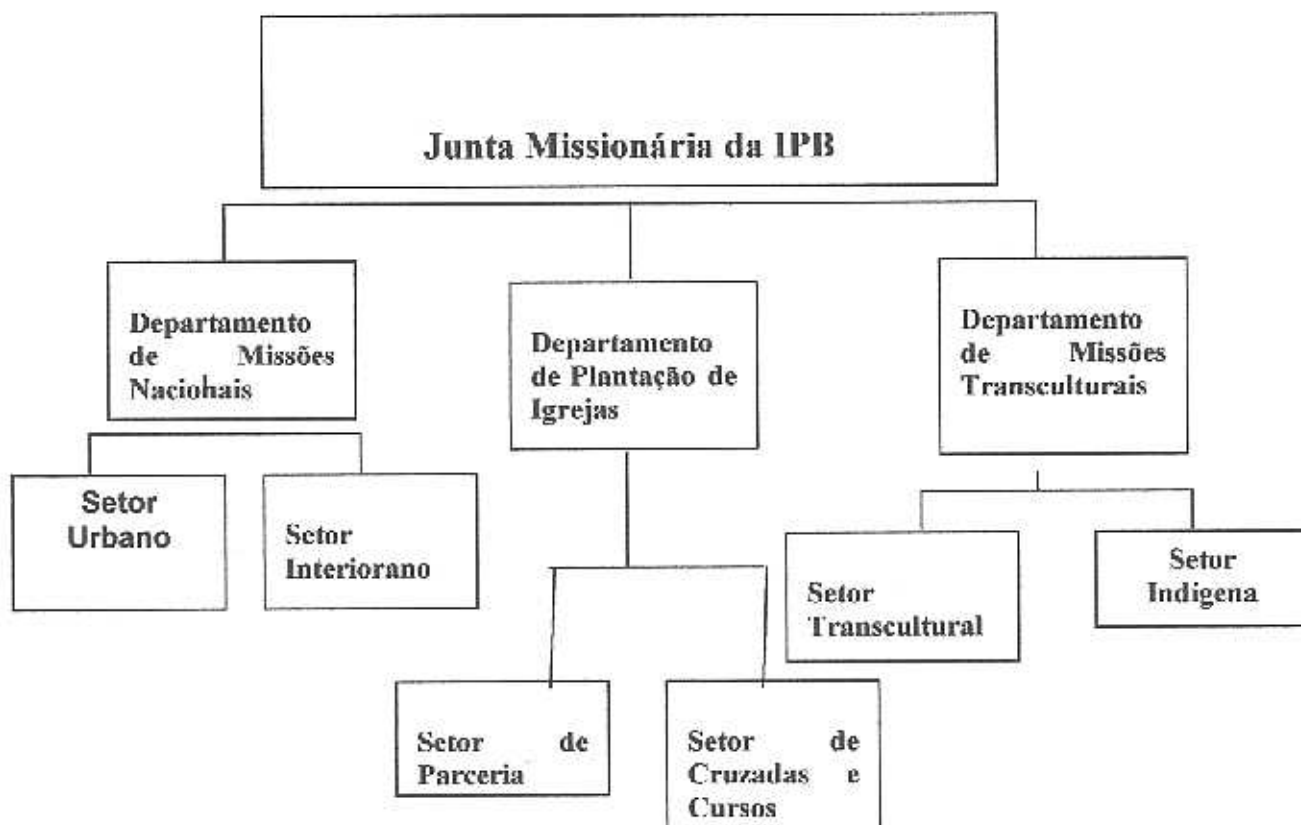 Junta Missionária da IPB
Departamento
de Missões
Nacionais
Departamento
de Plantação de
Igrejas
Departamento
de Missões
Transculturais
Setor
Urbano
Setor
Interiorano
Setor
Transcultural
Setor
Indigena
Setor de
Parceria
Setor de
Cruzadas e
Cursos